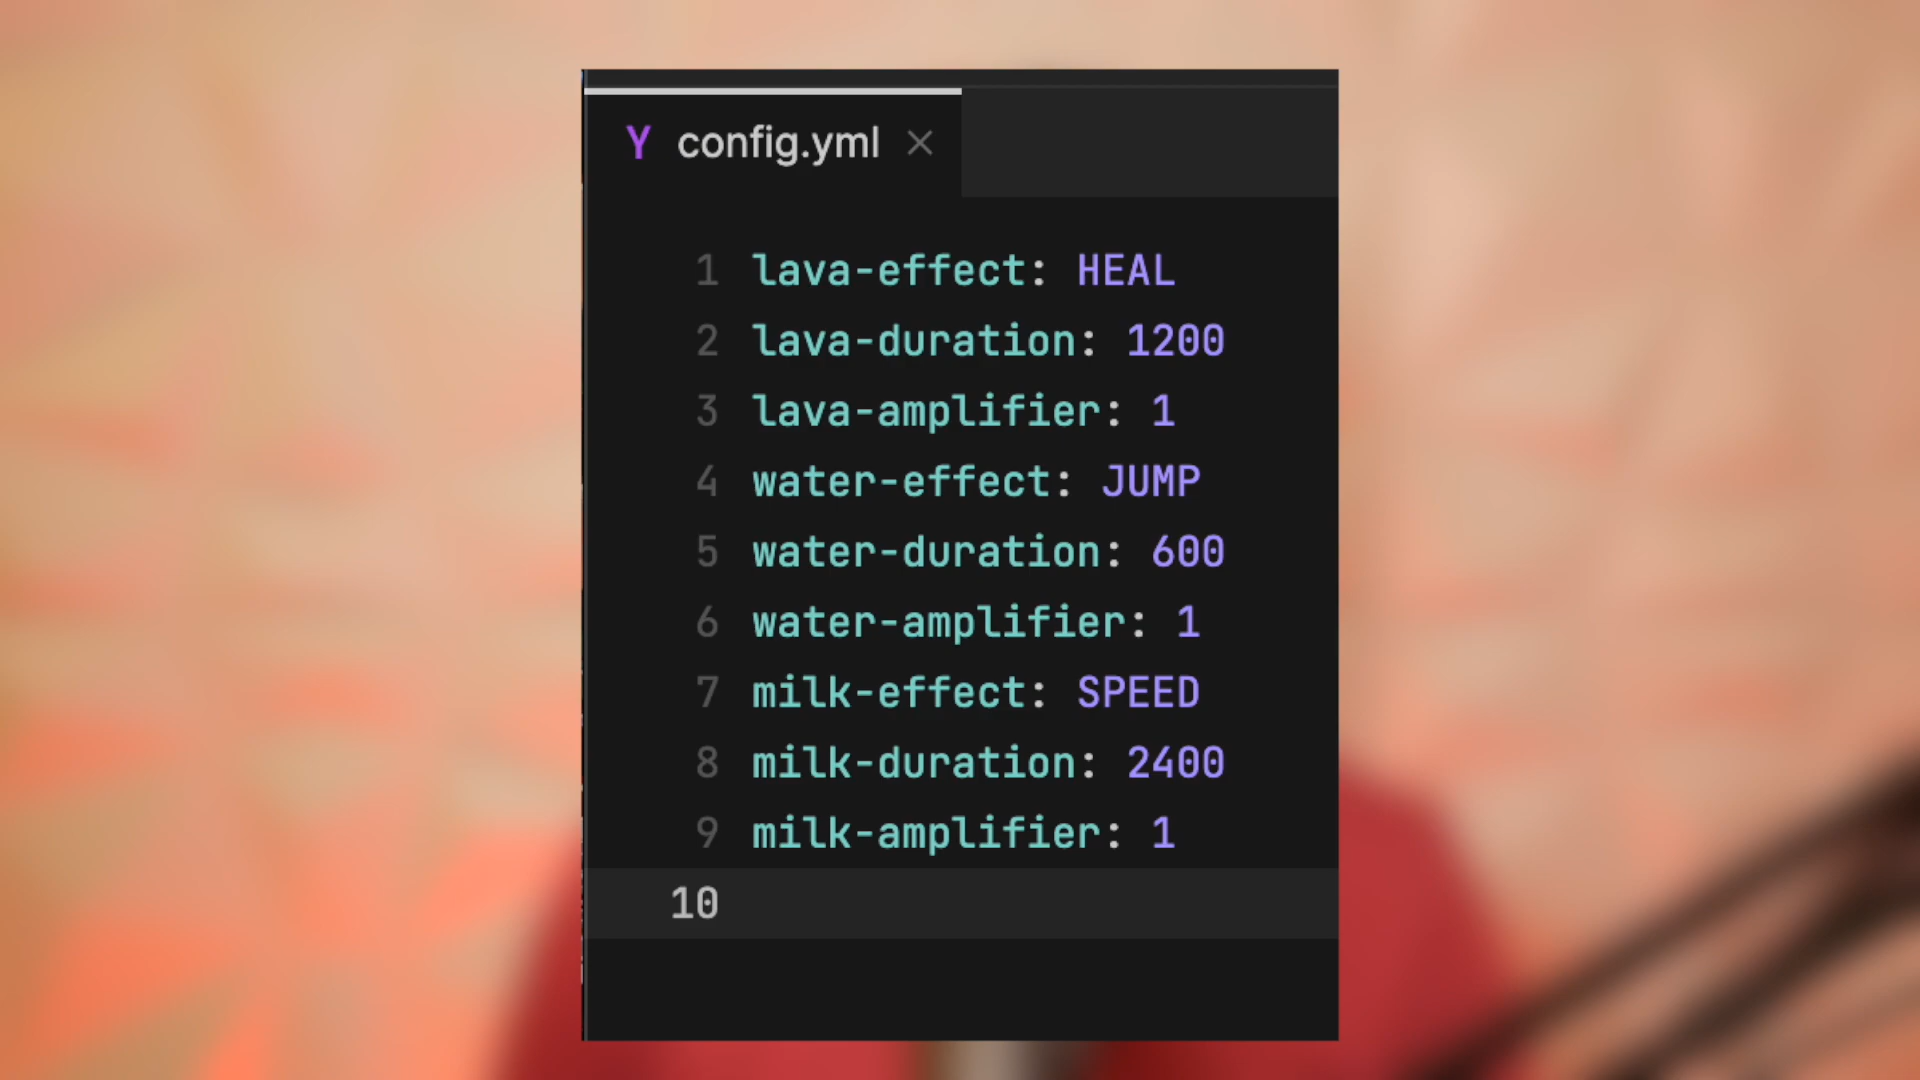 Y config.yml ×
1 lava-effect: HEAL
2 lava-duration: 1200
3 lava-amplifier: 1
4 water-effect: JUMP
5 water-duration: 600
6 water-amplifier: 1
7 milk-effect: SPEED
8 milk-duration: 2400
9 milk-amplifier: 1
10